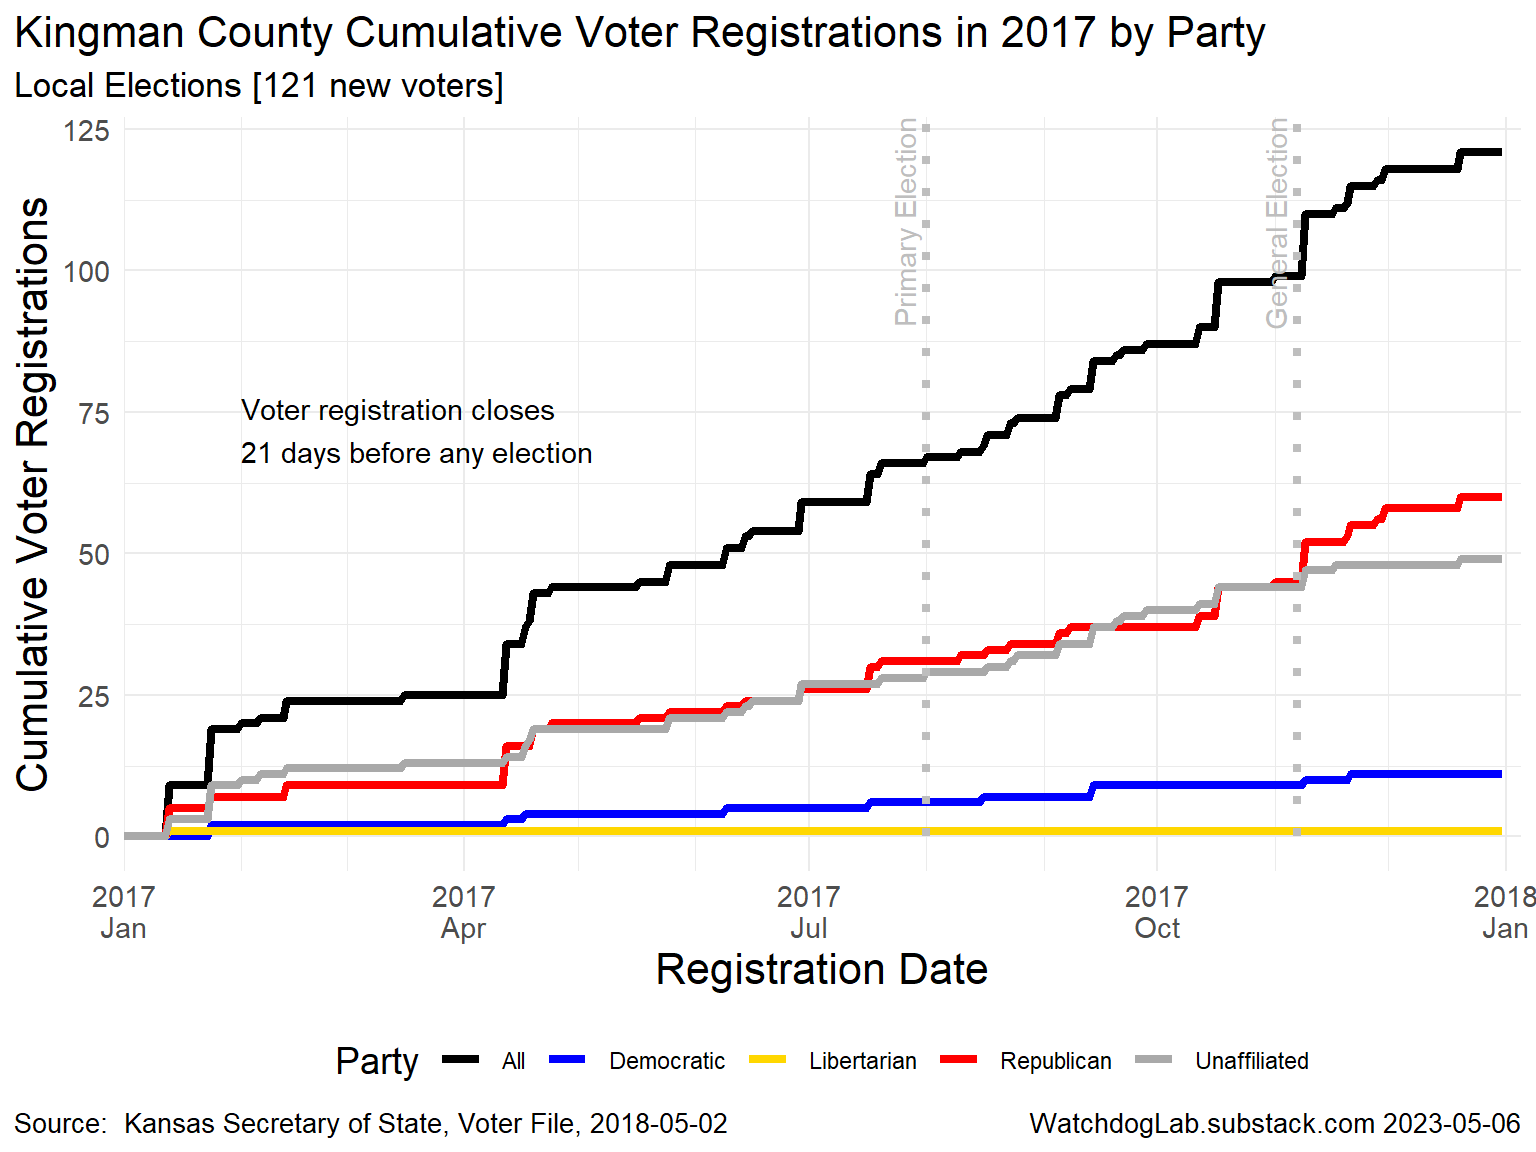 Kingman County Cumulative Voter Registrations in 2017 by Party
Local Elections [121 new voters]
Cumulative Voter Registrations
125
100
75
50
25
0
Primary Election
General Election
Voter registration closes
21 days before any election
2017 2017 2017 2017 2018
Jan Apr Jul Oct Jan
Registration Date
Party All Democratic Libertarian Republican Unaffiliated
Source:  Kansas Secretary of State, Voter File, 2018-05-02
WatchdogLab.substack.com 2023-05-06